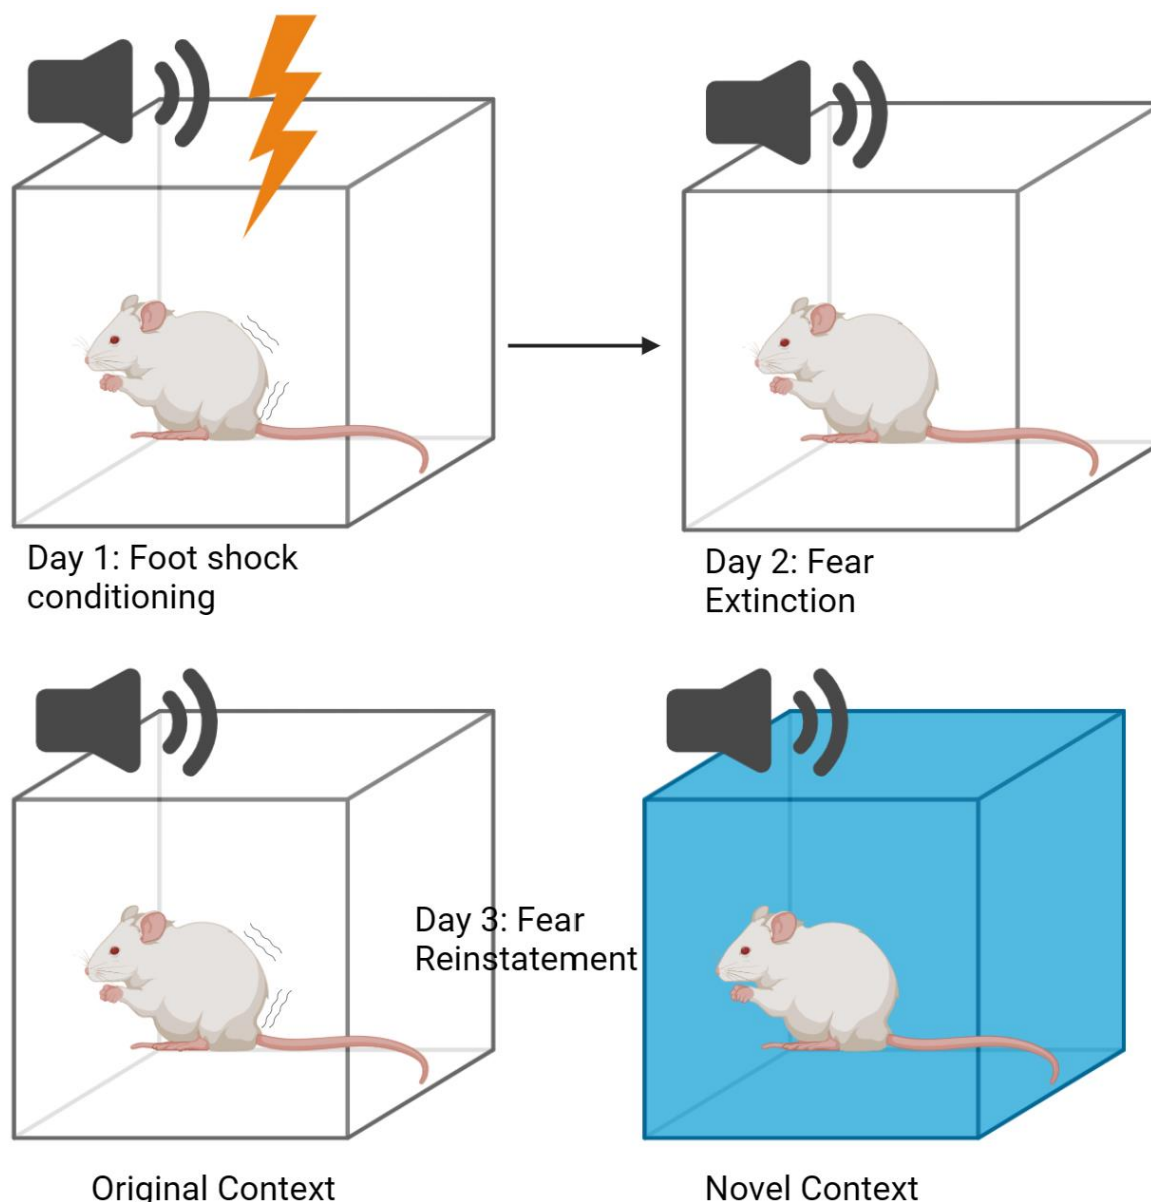 Day 1: Foot shock
conditioning
Day 2: Fear
Extinction
Day 3: Fear
Reinstatement
Original Context
Novel Context